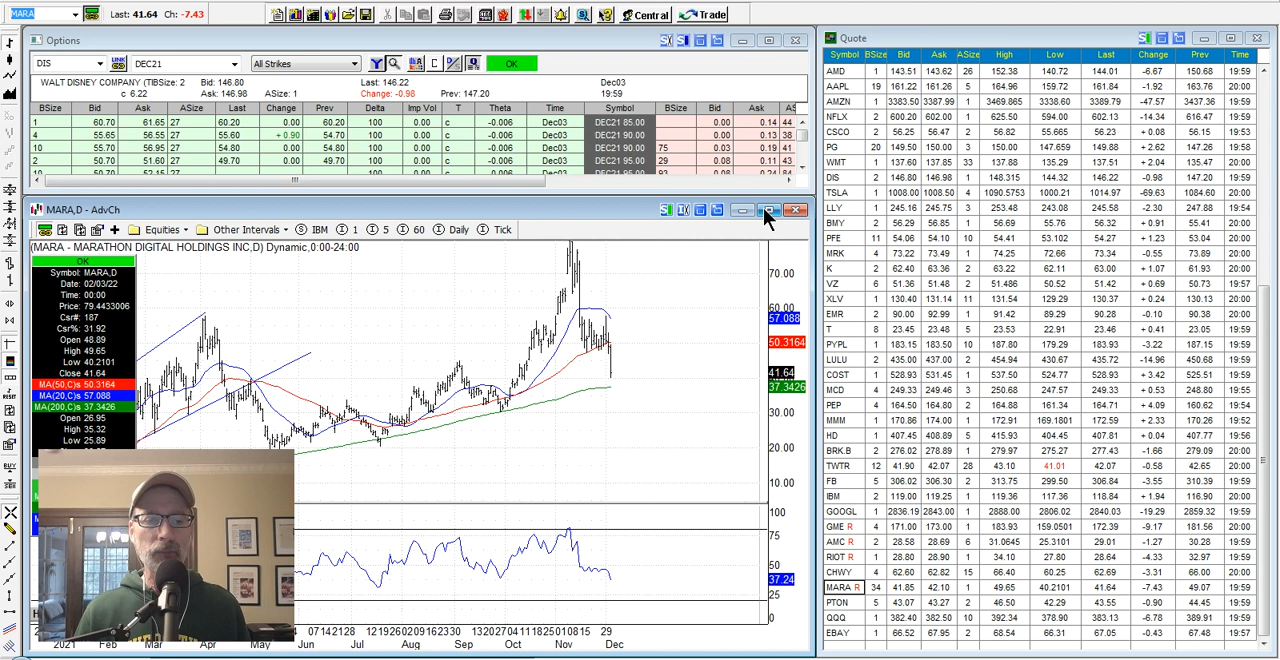 MARA Last: 41.64 Ch: -7.43 Central Trade
Options
DIS LINK DEC21 All Strikes C OK
WALT DISNEY COMPANY (TIBSize: 2 Bid: 146.80 Last: 146.22 Dec03
c 6.22 Ask: 146.98 ASize: 1 Change: -0.98 Prev: 147.20 19:59
BSize Bid Ask ASize Last Change Prev Delta Imp Vol T Theta Time Symbol BSize Bid Ask AS
1 60.70 61.65 27 60.20 0.00 60.20 100 0.00 c -0.006 Dec03 DEC21 85.00 0.00 0.14 44
4 55.65 56.55 27 55.60 + 0.90 54.70 100 0.00 c -0.006 Dec03 DEC21 90.00 0.00 0.13 38
10 55.70 56.95 27 54.80 0.00 54.80 100 0.00 c -0.006 Dec03 DEC21 90.00 75 0.00 0.19 41
2 50.70 51.60 27 49.70 0.00 49.70 100 0.00 c -0.006 Dec03 DEC21 95.00 29 0.08 0.11 43
MARA,D - AdvCh
Equities Other Intervals S IBM I 1 I 5 I 60 I Daily I Tick
(MARA - MARATHON DIGITAL HOLDINGS INC,D) Dynamic,0:00-24:00
OK
Symbol: MARA,D
Date: 02/03/22
Time: 00:00
Price: 79.4433006
Csr#: 187
Csr%: 31.92
Open 48.89
High 49.65
Low 40.2101
Close 41.64
MA(50,C)s 50.3164
MA(20,C)s 57.088
MA(200,C)s 37.3426
Open 26.95
High 35.32
Low 25.89
70.00
60.00
57.088
50.3164
41.64
37.3426
30.00
20.00
10.00
100
75
50
37.24
25
0
2021 Feb Mar Apr May Jun Jul Aug Sep Oct Nov Dec
Quote
Symbol BSize Bid Ask ASize High Low Last Change Prev Time
AMD 1 143.51 143.62 26 152.38 140.72 144.01 -6.67 150.68 19:59
AAPL 19 161.22 161.26 5 164.96 159.72 161.84 -1.92 163.76 20:00
AMZN 1 3383.50 3387.99 1 3469.865 3338.60 3389.79 -47.57 3437.36 19:59
NFLX 2 600.20 602.00 1 625.50 594.00 602.13 -14.34 616.47 19:59
CSCO 2 56.25 56.47 2 56.82 55.665 56.23 + 0.08 56.15 19:53
PG 20 149.50 150.00 3 150.00 147.659 149.88 + 2.62 147.26 19:58
WMT 1 137.60 137.85 33 137.88 135.29 137.51 + 2.04 135.47 20:00
DIS 2 146.80 146.98 1 148.315 144.32 146.22 -0.98 147.20 19:59
TSLA 1 1008.00 1008.50 4 1090.5753 1000.21 1014.97 -69.63 1084.60 20:00
LLY 2 245.16 246.75 3 253.48 243.08 245.58 -2.30 247.88 19:54
BMY 2 56.29 56.85 1 56.69 55.76 56.32 + 0.91 55.41 20:00
PFE 11 54.06 54.10 10 54.41 53.102 54.27 + 1.23 53.04 20:00
MRK 4 73.22 73.49 1 74.25 72.66 73.34 -0.55 73.89 20:00
K 2 62.40 63.36 2 63.22 62.11 63.00 + 1.07 61.93 20:00
VZ 6 51.36 51.48 2 51.486 50.52 51.42 + 0.69 50.73 19:57
XLV 1 130.40 131.14 11 131.54 129.29 130.37 + 0.24 130.13 20:00
EMR 2 90.00 92.99 1 91.42 89.29 90.28 -0.10 90.38 20:00
T 8 23.45 23.48 5 23.53 22.91 23.46 + 0.41 23.05 19:59
PYPL 1 183.50 184.10 1 187.80 179.29 183.93 -3.22 187.15 19:59
LULU 2 435.00 437.00 2 454.94 430.67 435.72 -14.96 450.68 19:59
COST 1 528.95 531.00 1 537.50 524.77 528.93 + 3.42 525.51 19:59
MCD 4 249.33 249.46 3 250.68 247.57 249.33 + 0.53 248.80 19:55
PEP 4 164.50 164.80 2 164.88 161.34 164.71 + 4.09 160.62 19:54
MMM 1 170.86 174.00 1 172.91 169.1801 172.59 + 2.33 170.26 19:52
HD 1 407.45 408.89 5 415.93 404.45 407.81 + 0.04 407.77 19:56
BRK.B 2 276.02 278.89 1 279.97 275.27 277.43 -1.66 279.09 20:00
TWTR 12 41.90 42.07 28 43.10 41.01 42.07 -0.58 42.65 20:00
FB 5 306.02 306.30 2 313.75 299.50 306.84 -3.55 310.39 19:59
IBM 2 119.00 119.25 1 119.36 117.36 118.84 + 1.94 116.90 20:00
GOOGL 1 2836.19 2843.00 1 2888.00 2806.02 2840.03 -19.29 2859.32 19:59
GME R 4 171.00 173.00 1 183.93 159.0501 172.39 -9.17 181.56 20:00
AMC R 2 28.58 28.69 6 31.0645 25.3101 29.01 -1.27 30.28 19:59
RIOT R 1 28.80 28.90 1 34.10 27.80 28.64 -4.33 32.97 19:59
CHWY 4 62.60 62.82 15 66.40 60.25 62.69 -3.31 66.00 19:59
MARA R 34 41.85 42.10 1 49.65 40.2101 41.64 -7.43 49.07 19:59
PTON 5 43.07 43.27 2 46.50 42.29 43.55 -0.90 44.45 19:59
QQQ 1 382.40 382.50 10 392.34 378.90 383.13 -6.78 389.91 20:00
EBAY 1 66.52 67.95 2 68.54 66.31 67.05 -0.43 67.48 19:57